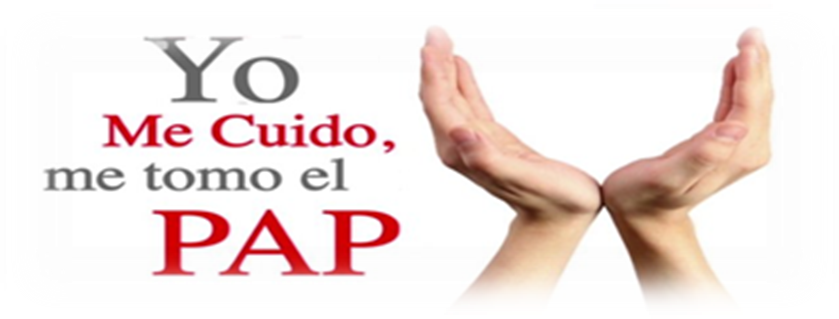 Yo
Me Cuido,
me tomo el
PAP